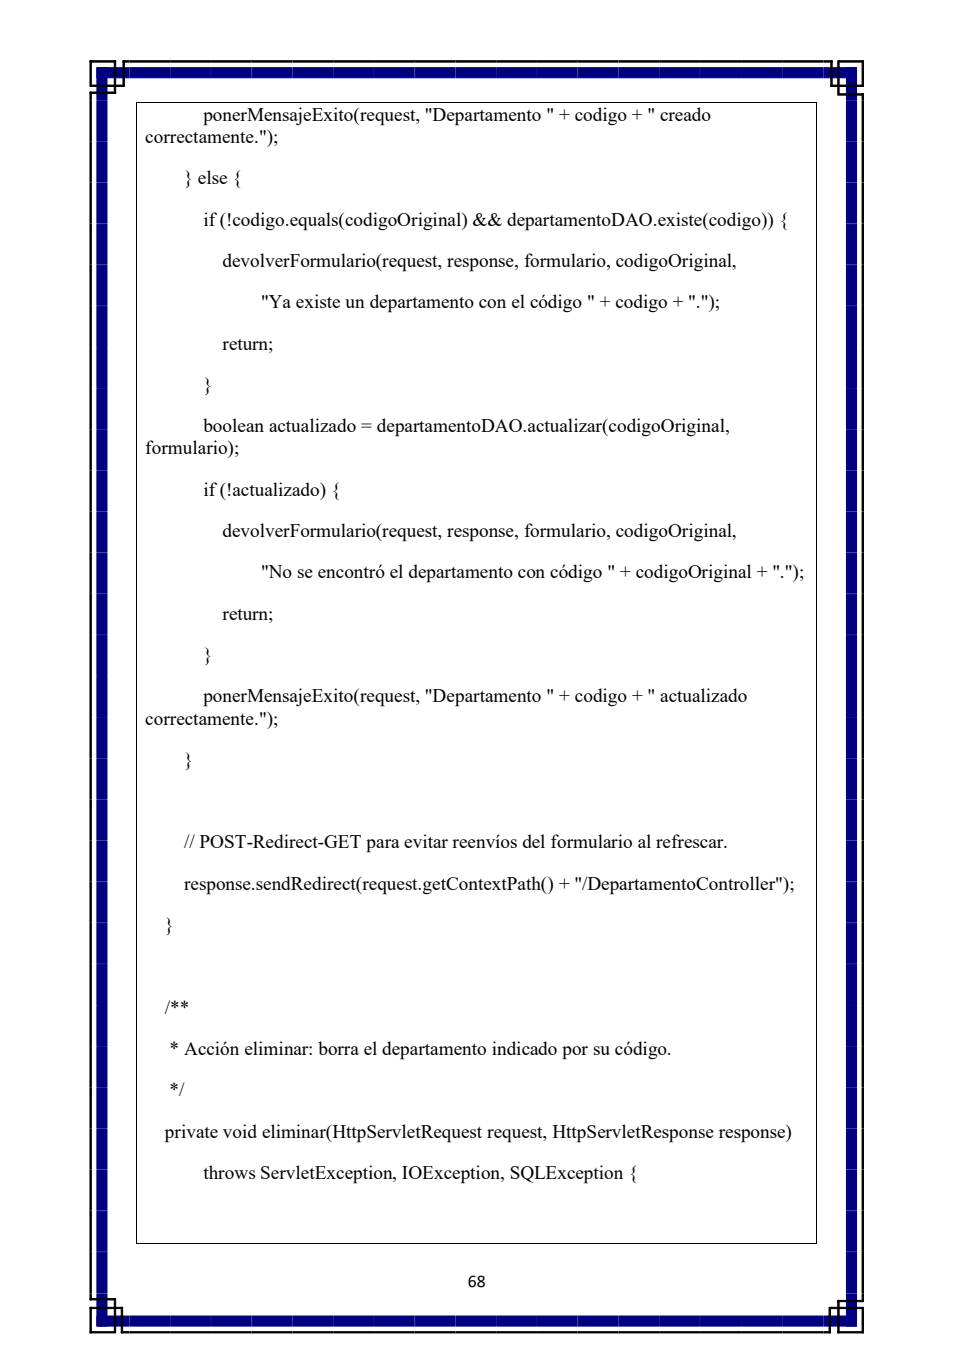 ponerMensajeExito(request, "Departamento " + codigo + " creado
correctamente.");
} else {
if (!codigo.equals(codigoOriginal) && departamentoDAO.existe(codigo)) {
devolverFormulario(request, response, formulario, codigoOriginal,
"Ya existe un departamento con el código " + codigo + ".");
return;
}
boolean actualizado = departamentoDAO.actualizar(codigoOriginal,
formulario);
if (!actualizado) {
devolverFormulario(request, response, formulario, codigoOriginal,
"No se encontró el departamento con código " + codigoOriginal + ".");
return;
}
ponerMensajeExito(request, "Departamento " + codigo + " actualizado
correctamente.");
}
// POST-Redirect-GET para evitar reenvíos del formulario al refrescar.
response.sendRedirect(request.getContextPath() + "/DepartamentoController");
}
/**
* Acción eliminar: borra el departamento indicado por su código.
*/
private void eliminar(HttpServletRequest request, HttpServletResponse response)
throws ServletException, IOException, SQLException {
68